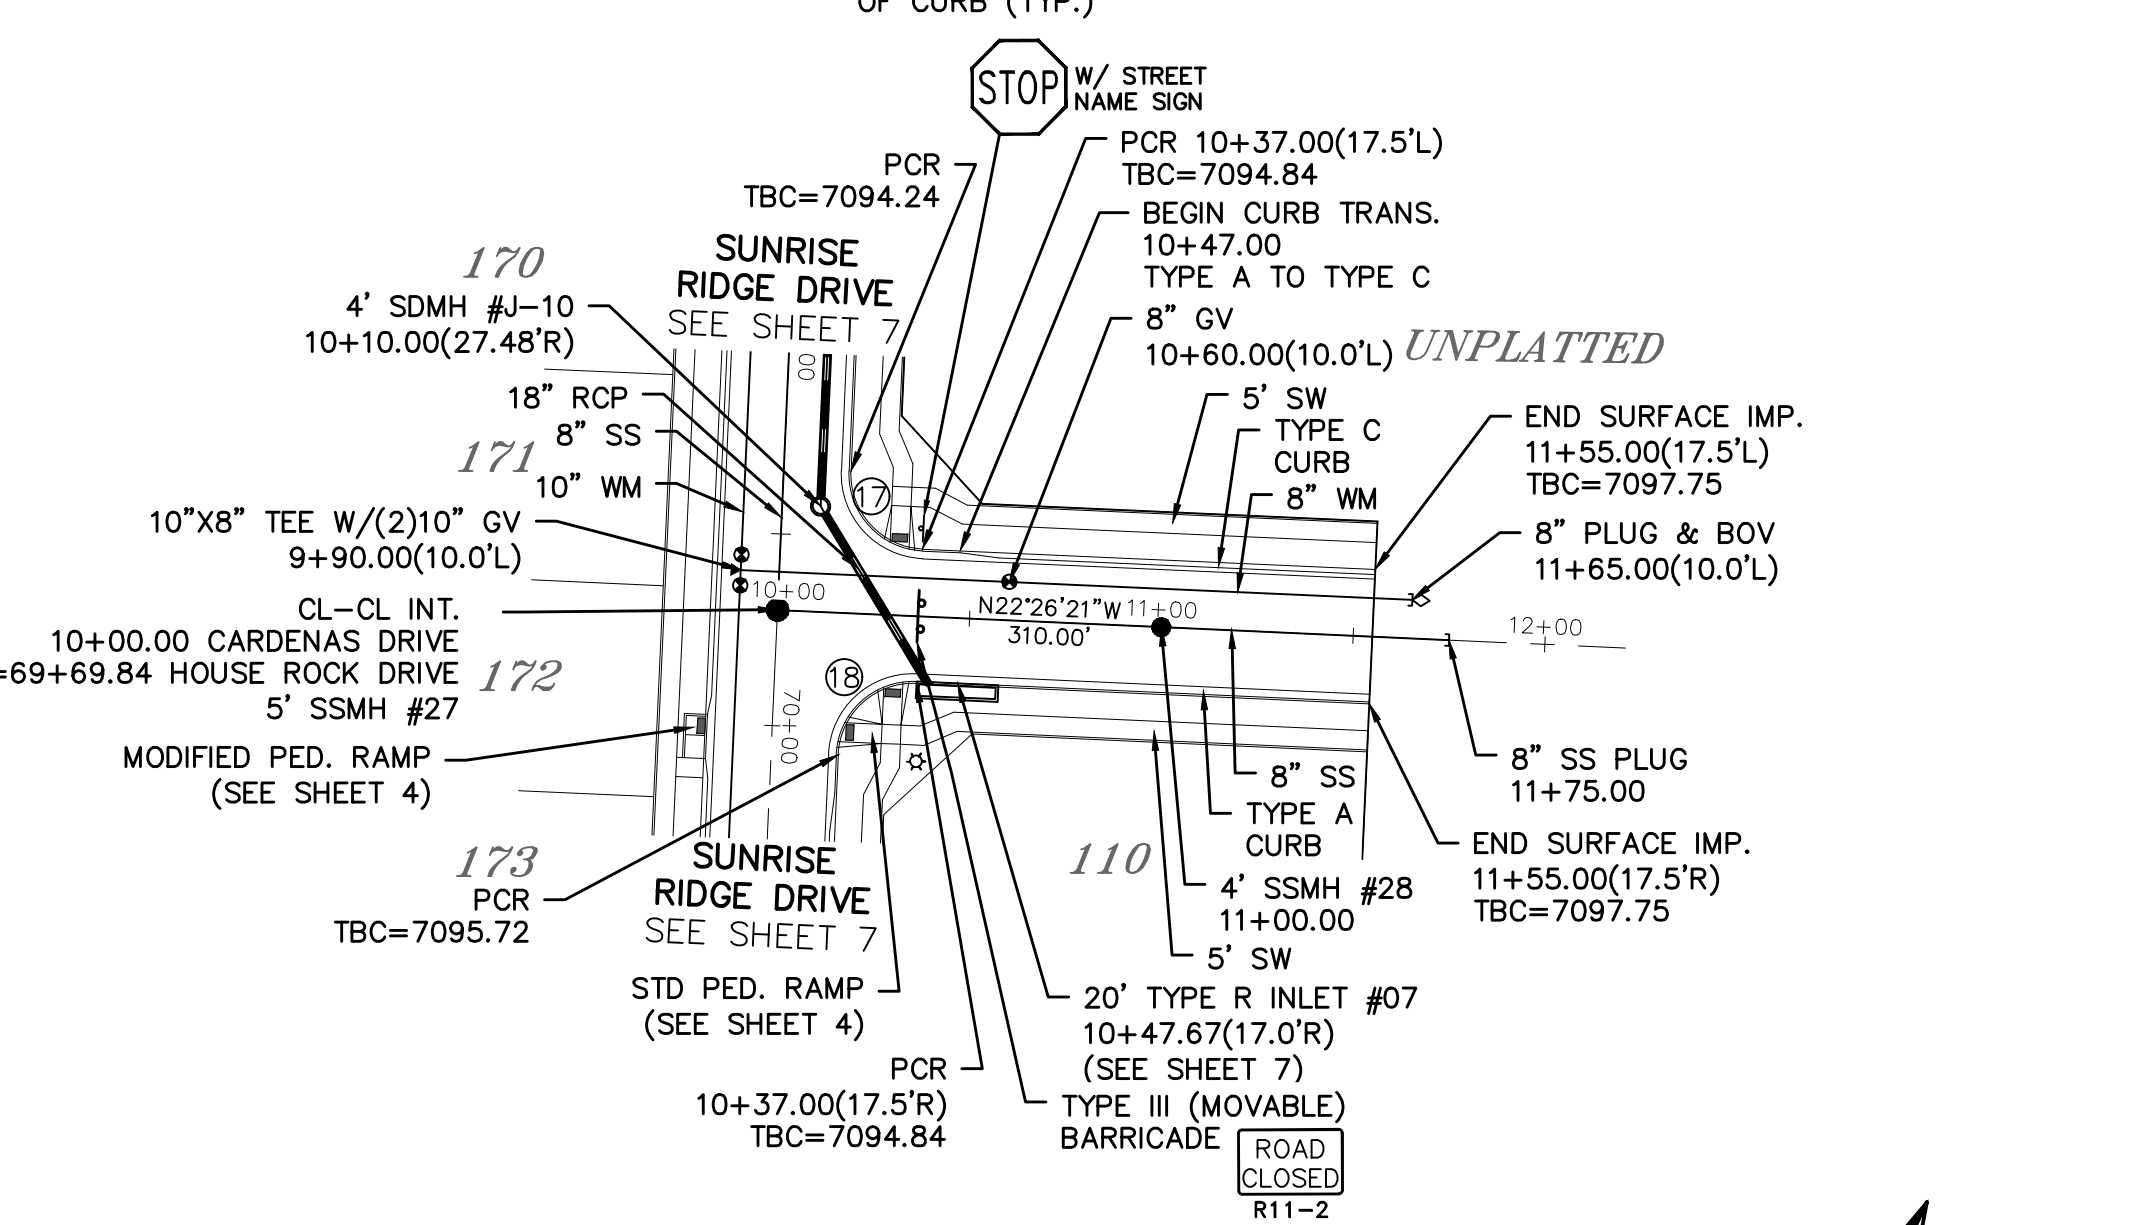 OF CURB (TYP.)
STOP
W/ STREET
NAME SIGN
PCR
TBC=7094.24
PCR 10+37.00(17.5'L)
TBC=7094.84
BEGIN CURB TRANS.
10+47.00
TYPE A TO TYPE C
SUNRISE
RIDGE DRIVE
SEE SHEET 7
170
4' SDMH #J-10
10+10.00(27.48'R)
8" GV
10+60.00(10.0'L)
UNPLATTED
00
18" RCP
8" SS
171
10" WM
5' SW
TYPE C
CURB
8" WM
END SURFACE IMP.
11+55.00(17.5'L)
TBC=7097.75
17
10"X8" TEE W/(2)10" GV
9+90.00(10.0'L)
8" PLUG & BOV
11+65.00(10.0'L)
10+00
N22°26'21"W
310.00'
11+00
12+00
CL-CL INT.
10+00.00 CARDENAS DRIVE
=69+69.84 HOUSE ROCK DRIVE
5' SSMH #27
172
18
70+00
MODIFIED PED. RAMP
(SEE SHEET 4)
8" SS
TYPE A
CURB
8" SS PLUG
11+75.00
173
PCR
TBC=7095.72
SUNRISE
RIDGE DRIVE
SEE SHEET 7
110
4' SSMH #28
11+00.00
5' SW
END SURFACE IMP.
11+55.00(17.5'R)
TBC=7097.75
STD PED. RAMP
(SEE SHEET 4)
20' TYPE R INLET #07
10+47.67(17.0'R)
(SEE SHEET 7)
PCR
10+37.00(17.5'R)
TBC=7094.84
TYPE III (MOVABLE)
BARRICADE
ROAD
CLOSED
R11-2